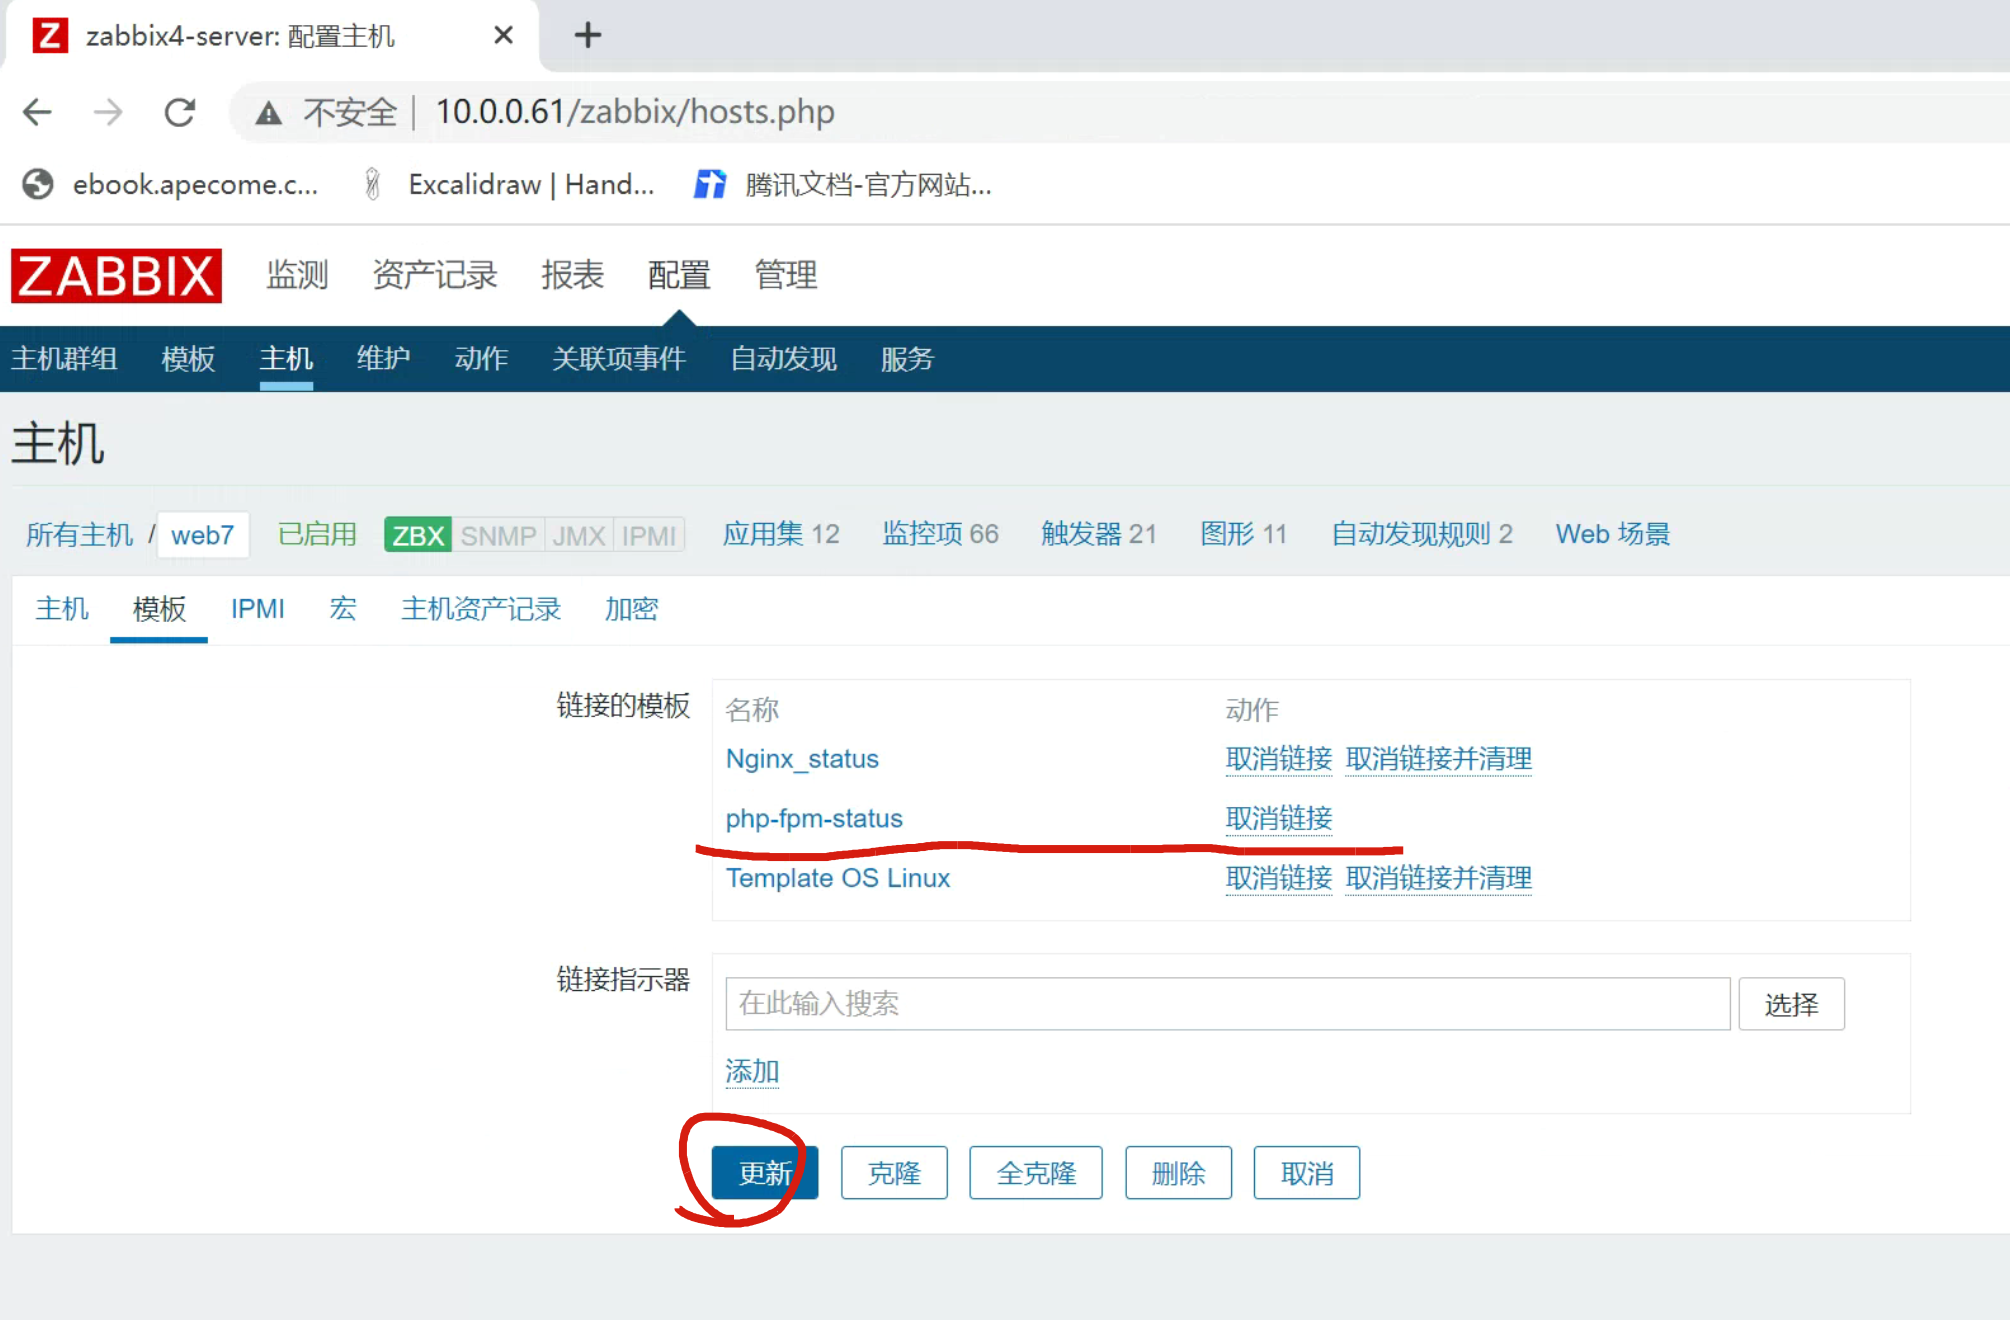 Z zabbix4-server: 配置主机
不安全 | 10.0.0.61/zabbix/hosts.php
ebook.apecome.c... Excalidraw | Hand... 腾讯文档-官方网站...
ZABBIX 监测 资产记录 报表 配置 管理
主机群组 模板 主机 维护 动作 关联项事件 自动发现 服务
主机
所有主机 / web7 已启用 ZBX SNMP JMX IPMI 应用集 12 监控项 66 触发器 21 图形 11 自动发现规则 2 Web 场景
主机 模板 IPMI 宏 主机资产记录 加密
链接的模板 名称 动作
Nginx_status 取消链接 取消链接并清理
php-fpm-status 取消链接
Template OS Linux 取消链接 取消链接并清理
链接指示器 在此输入搜索 选择
添加
更新 克隆 全克隆 删除 取消